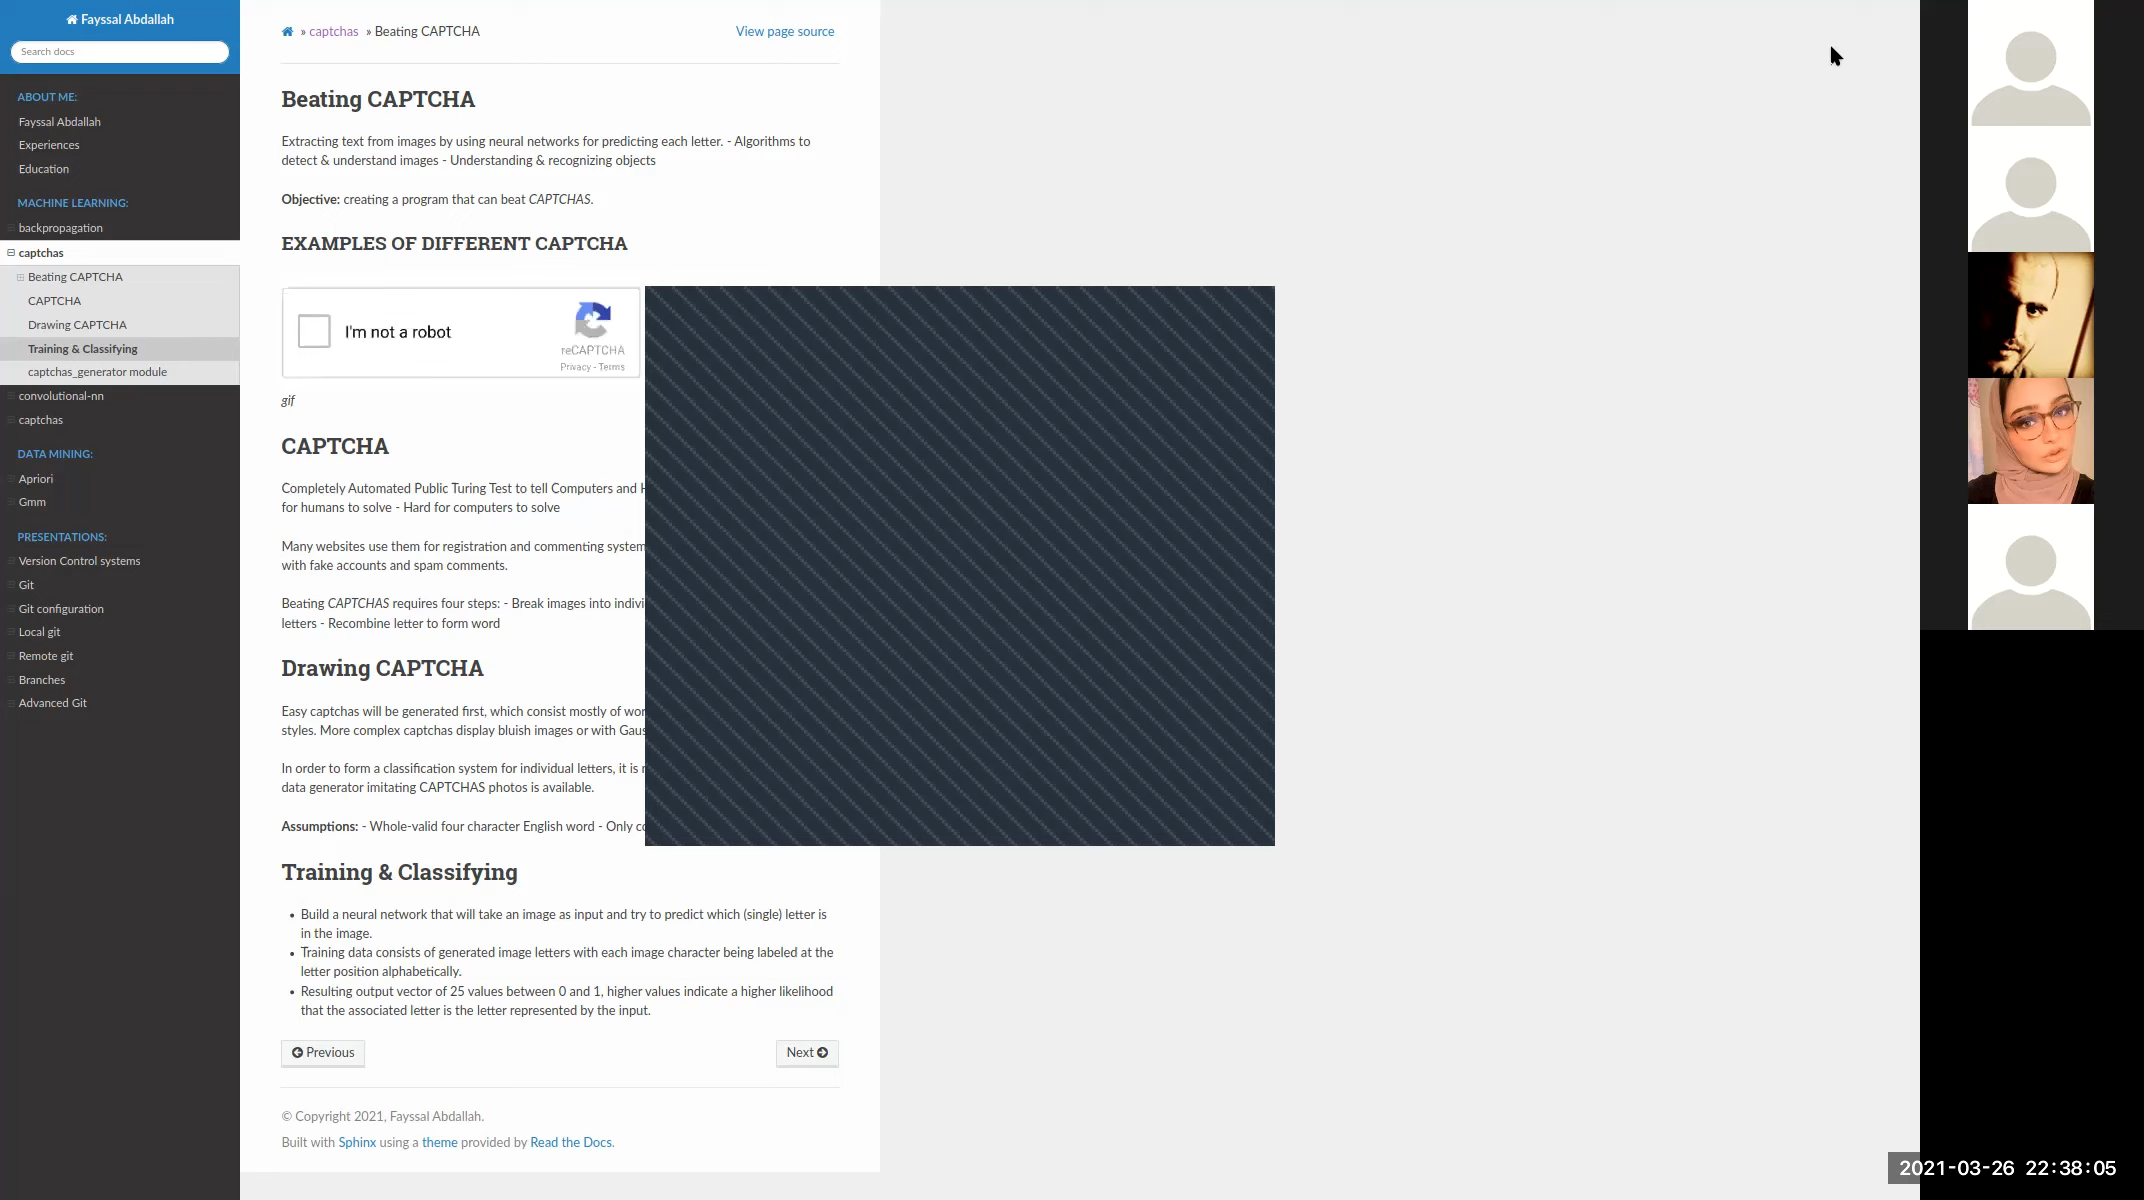 Fayssal Abdallah
Search docs
ABOUT ME:
Fayssal Abdallah
Experiences
Education
MACHINE LEARNING:
backpropagation
captchas
Beating CAPTCHA
CAPTCHA
Drawing CAPTCHA
Training & Classifying
captchas_generator module
convolutional-nn
captchas
DATA MINING:
Apriori
Gmm
PRESENTATIONS:
Version Control systems
Git
Git configuration
Local git
Remote git
Branches
Advanced Git
» captchas » Beating CAPTCHA
View page source
Beating CAPTCHA
Extracting text from images by using neural networks for predicting each letter. - Algorithms to
detect & understand images - Understanding & recognizing objects
Objective: creating a program that can beat CAPTCHAS.
EXAMPLES OF DIFFERENT CAPTCHA
I'm not a robot
reCAPTCHA
Privacy - Terms
gif
CAPTCHA
Completely Automated Public Turing Test to tell Computers and
for humans to solve - Hard for computers to solve
Many websites use them for registration and commenting system
with fake accounts and spam comments.
Beating CAPTCHAS requires four steps: - Break images into indivi
letters - Recombine letter to form word
Drawing CAPTCHA
Easy captchas will be generated first, which consist mostly of wor
styles. More complex captchas display bluish images or with Gaus
In order to form a classification system for individual letters, it is
data generator imitating CAPTCHAS photos is available.
Assumptions: - Whole-valid four character English word - Only co
Training & Classifying
• Build a neural network that will take an image as input and try to predict which (single) letter is
in the image.
• Training data consists of generated image letters with each image character being labeled at the
letter position alphabetically.
• Resulting output vector of 25 values between 0 and 1, higher values indicate a higher likelihood
that the associated letter is the letter represented by the input.
Previous
Next
© Copyright 2021, Fayssal Abdallah.
Built with Sphinx using a theme provided by Read the Docs.
2021-03-26 22:38:05